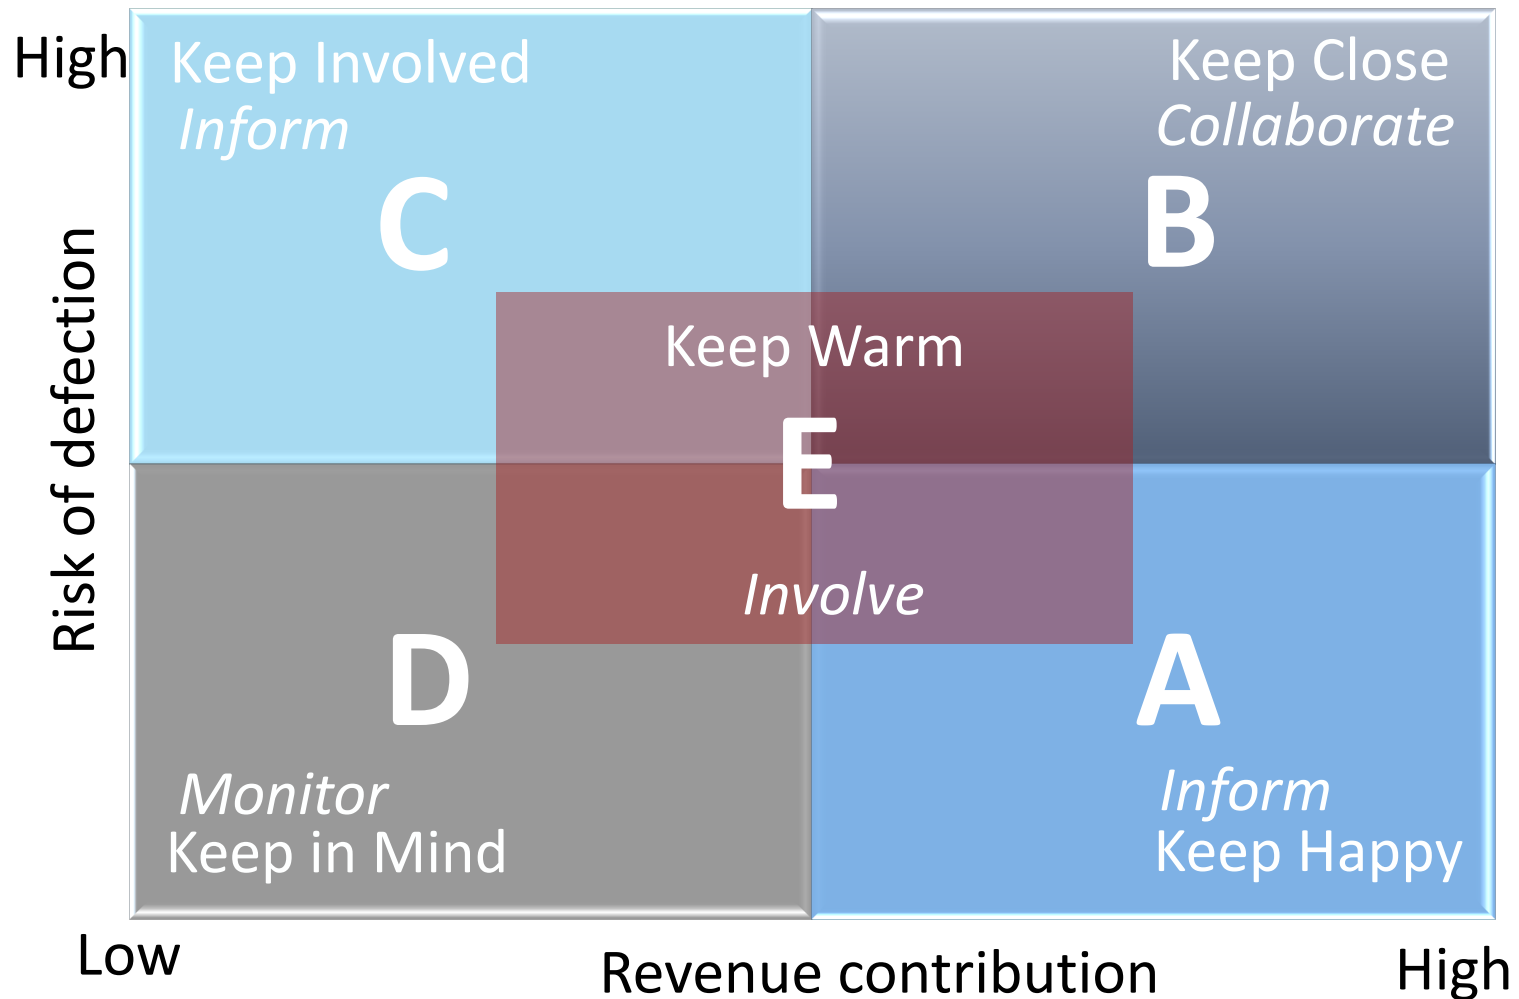 High
Keep Involved
Inform
C
Keep Close
Collaborate
B
Risk of defection
Keep Warm
E
Involve
D
Monitor
Keep in Mind
A
Inform
Keep Happy
Low
Revenue contribution
High